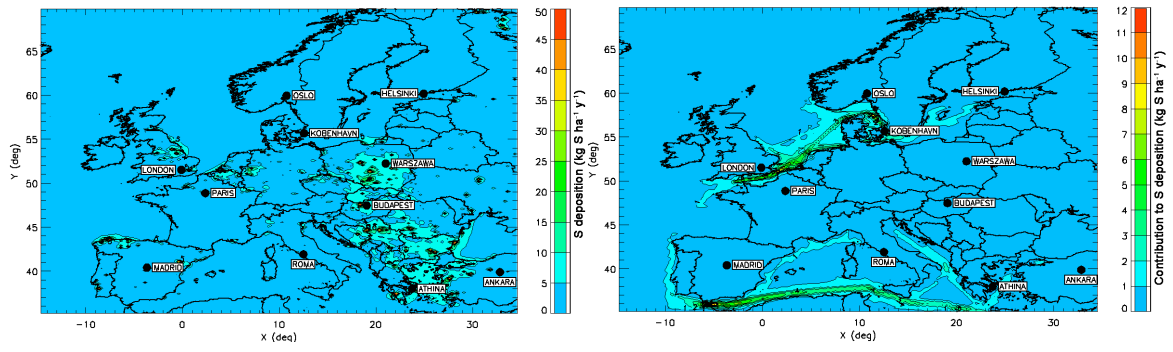 OSLO
HELSINKI
KOBENHAVN
LONDON
WARSZAWA
PARIS
BUDAPEST
MADRID
ROMA
ATHINA
ANKARA
60
50
40
Y (deg)
-10
0
10
20
30
X (deg)
50
45
40
35
30
25
20
15
10
5
0
S deposition (kg S ha⁻¹ y⁻¹)
OSLO
HELSINKI
KOBENHAVN
LONDON
WARSZAWA
PARIS
BUDAPEST
MADRID
ROMA
ATHINA
ANKARA
65
60
55
50
45
40
Y (deg)
-10
0
10
20
30
X (deg)
12
11
10
9
8
7
6
5
4
3
2
1
0
Contribution to S deposition (kg S ha⁻¹ y⁻¹)